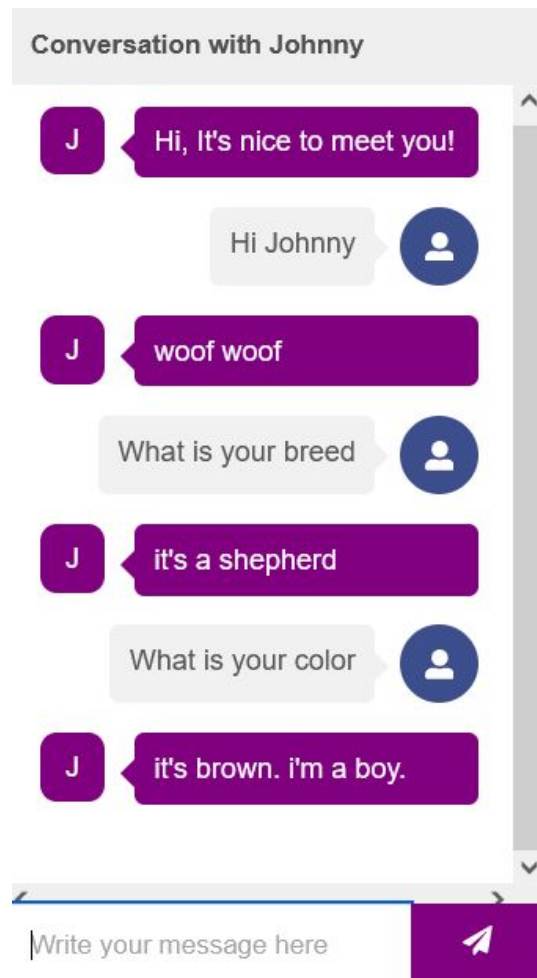 Conversation with Johnny
J
Hi, It's nice to meet you!
Hi Johnny
J
woof woof
What is your breed
J
it's a shepherd
What is your color
J
it's brown. i'm a boy.
Write your message here